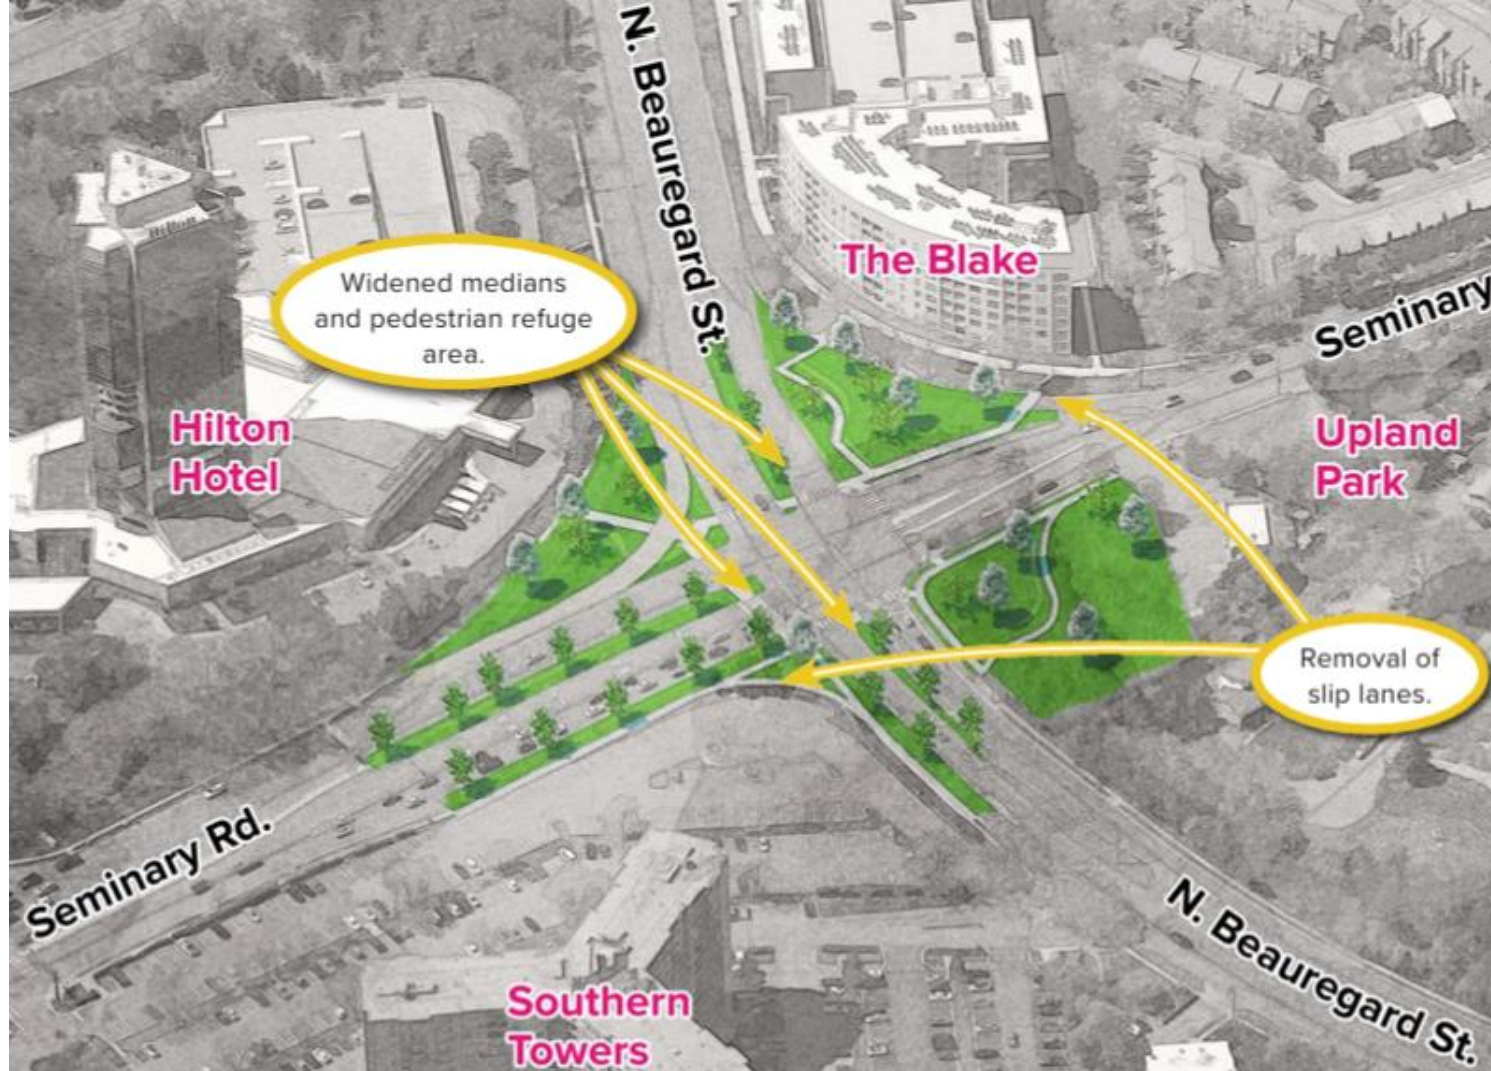 N. Beauregard St.
Hilton
The Blake
Widened medians
and pedestrian refuge
area.
Seminary
Hilton
Hotel
Upland
Park
Removal of
slip lanes.
Seminary Rd.
N. Beauregard St.
Southern
Towers